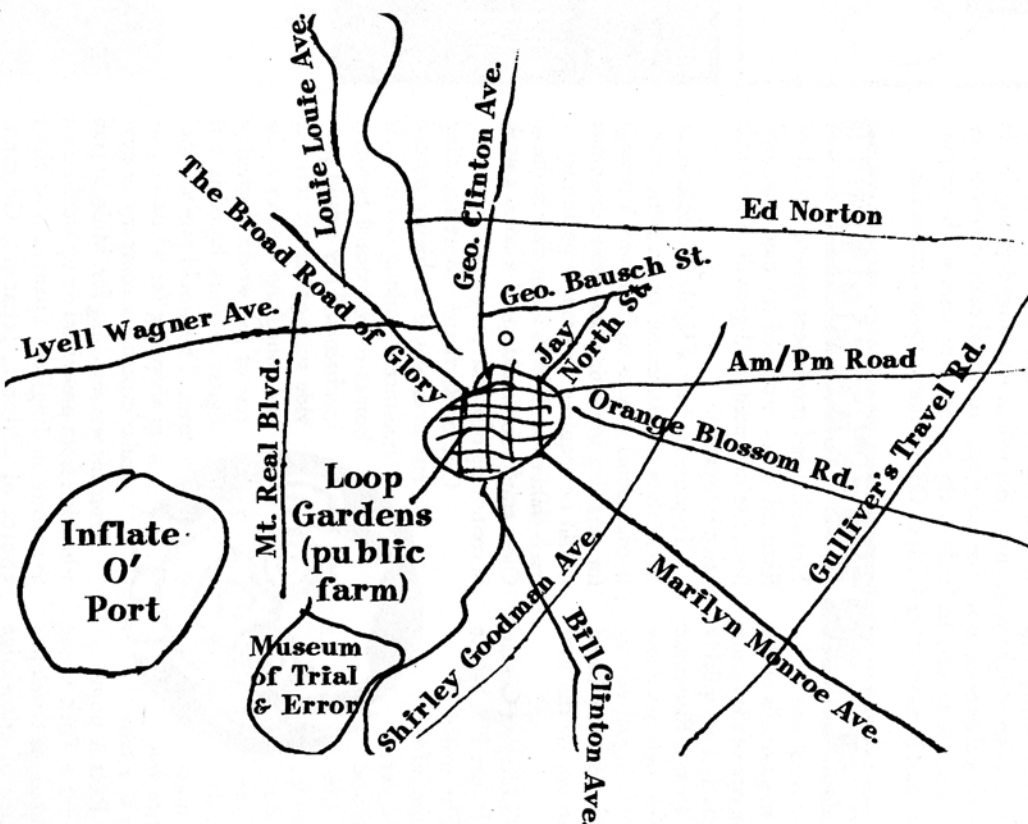 Louie Louie Ave.
Geo. Clinton Ave.
The Broad Road of Glory
Ed Norton
Geo. Bausch St.
Lyell Wagner Ave.
Jay
North St.
Am/Pm Road
Orange Blossom Rd.
Gulliver's Travel Rd.
Mt. Real Blvd.
Loop
Gardens
(public
farm)
Inflate
O'
Port
Museum
of Trial
& Error
Shirley Goodman Ave.
Bill Clinton Ave.
Marilyn Monroe Ave.